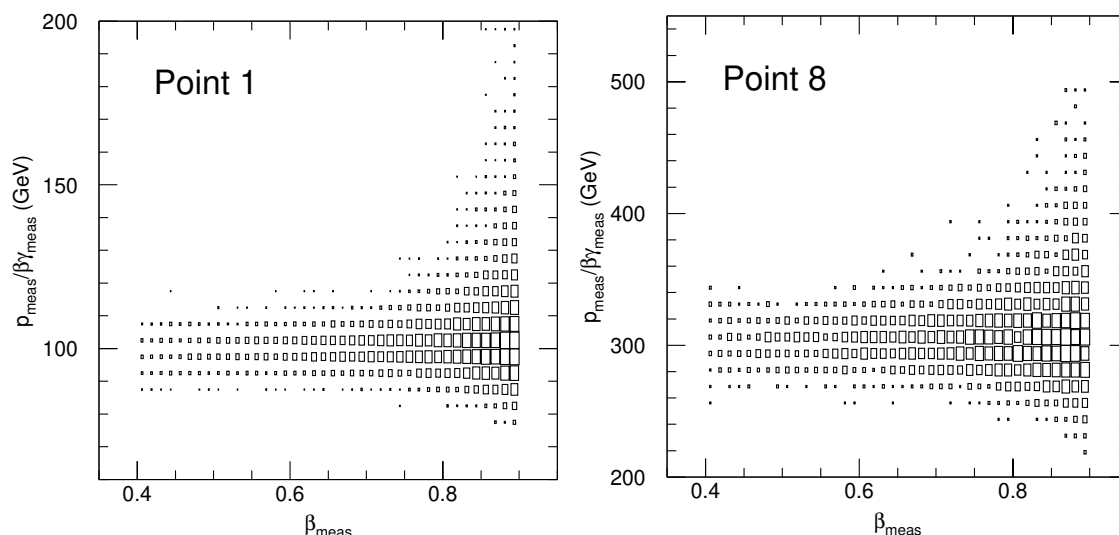 200
150
100
Point 1
p_meas/βγ_meas (GeV)
0.4 0.6 0.8
β_meas
500
400
300
200
Point 8
p_meas/βγ_meas (GeV)
0.4 0.6 0.8
β_meas